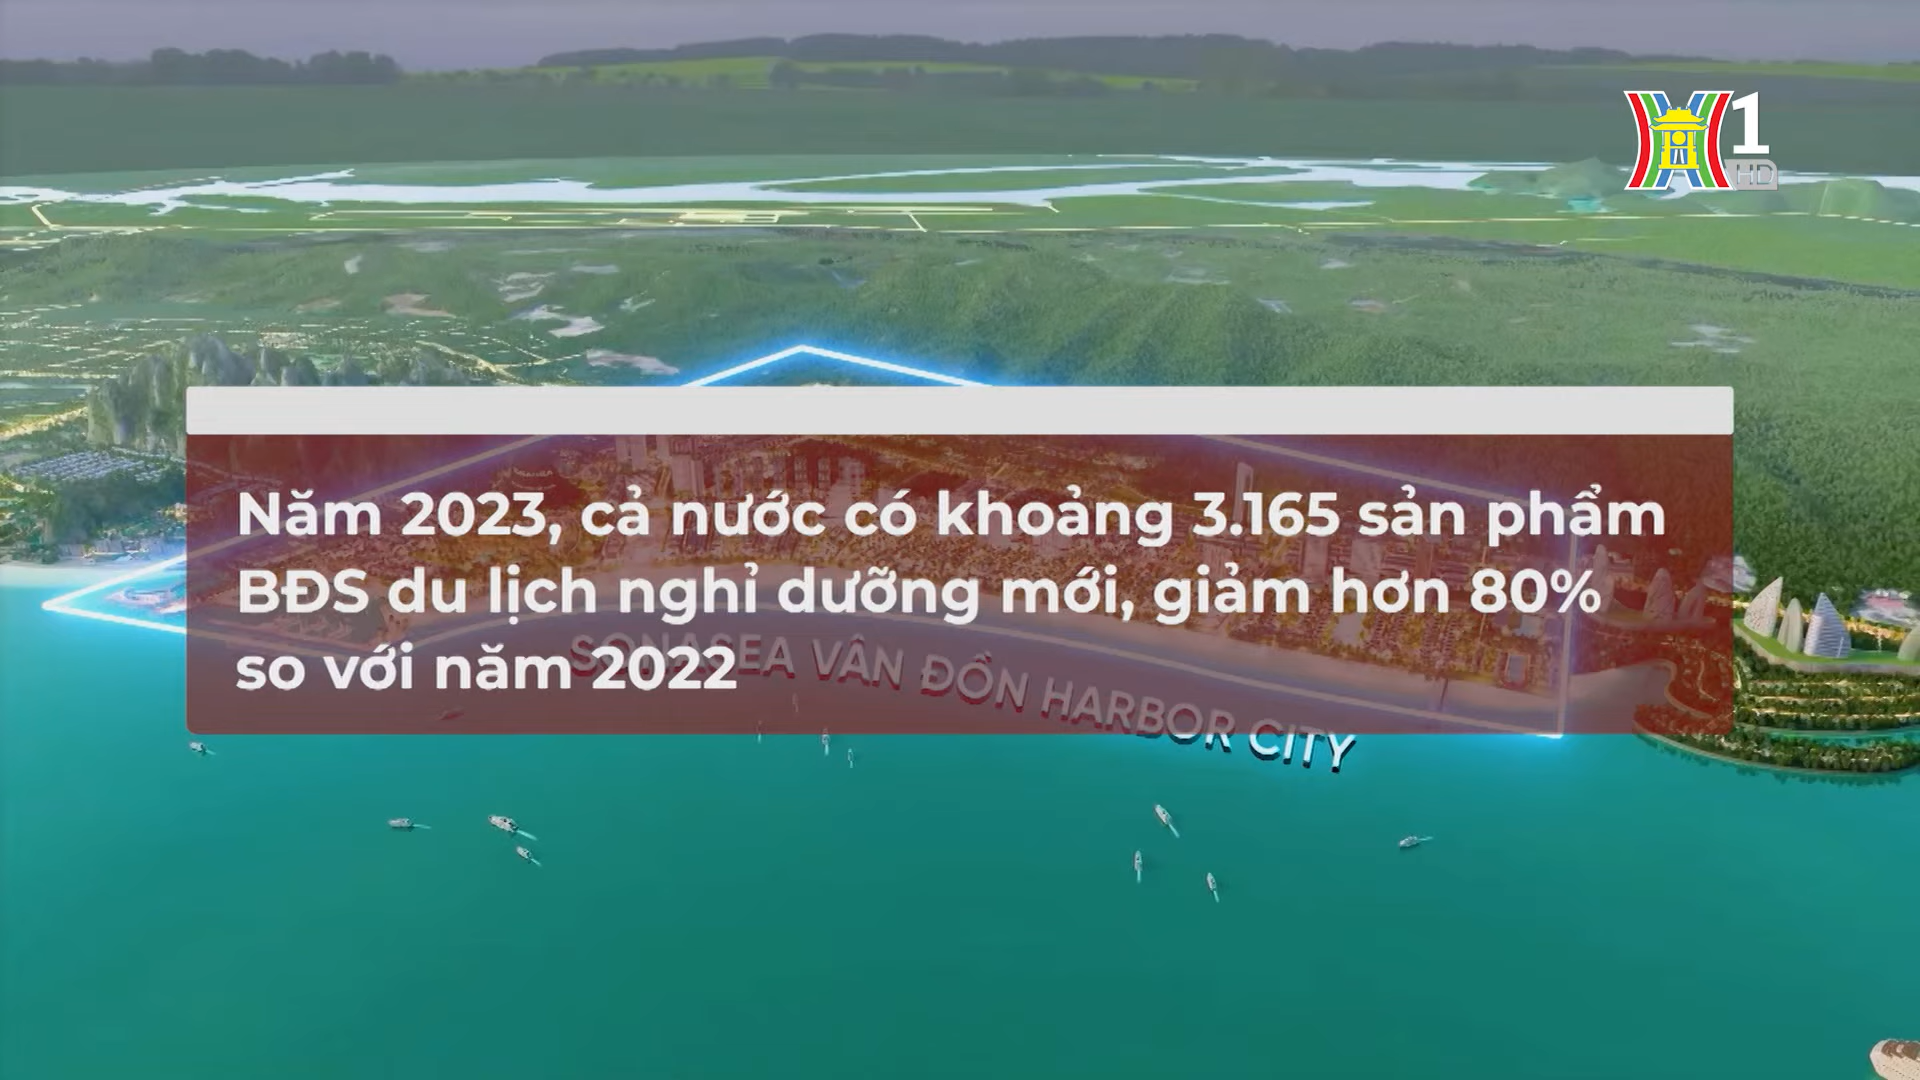 1
HD
Năm 2023, cả nước có khoảng 3.165 sản phẩm
BĐS du lịch nghỉ dưỡng mới, giảm hơn 80%
so với năm 2022
SONASEA VÂN ĐỒN HARBOR CITY